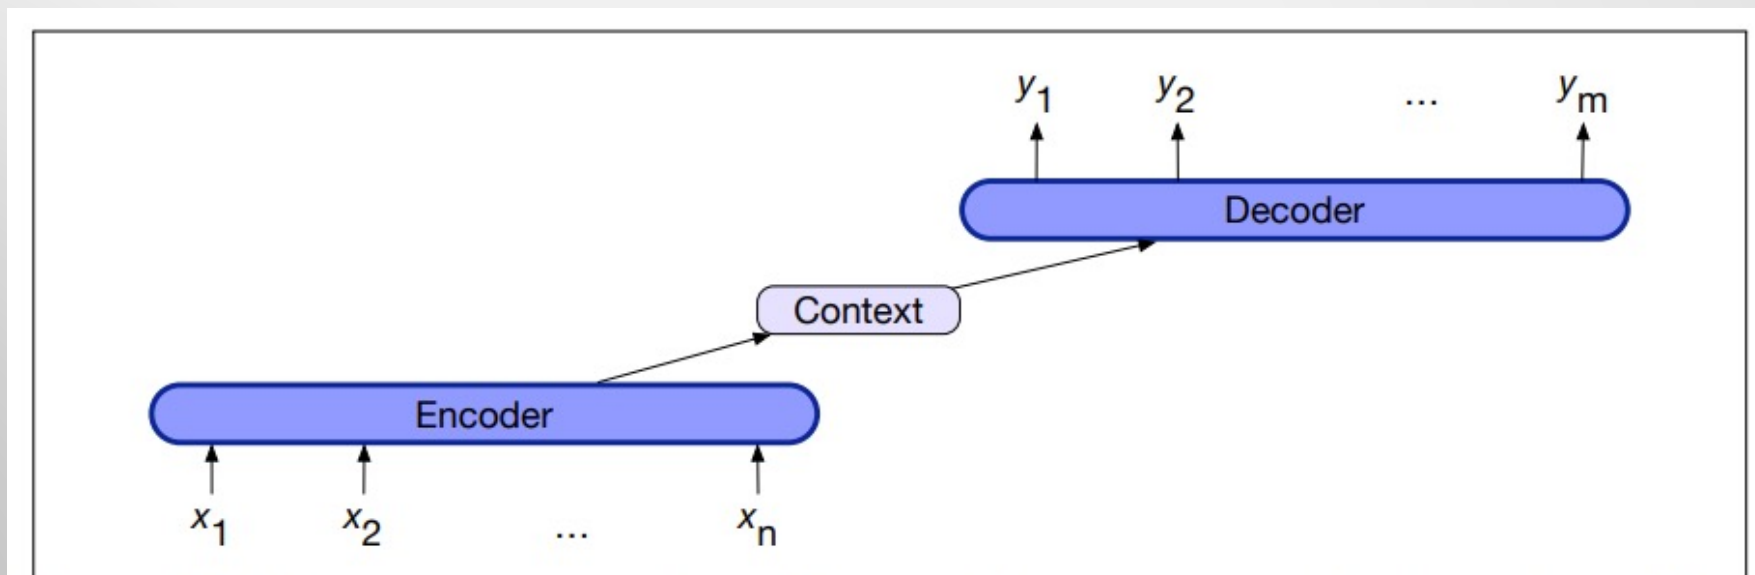 y1 y2 ... ym
Decoder
Context
Encoder
x1 x2 ... xn